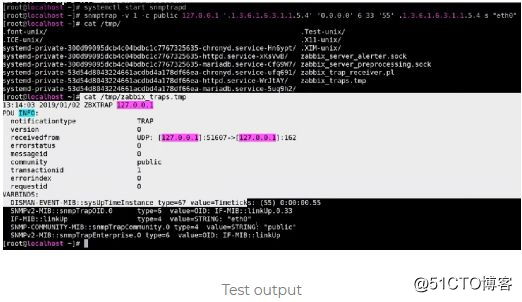 [root@localhost ~]# systemctl start snmptrapd
[root@localhost ~]# snmptrap -v 1 -c public 127.0.0.1 '.1.3.6.1.6.3.1.1.5.4' '0.0.0.0' 6 33 '55' .1.3.6.1.6.3.1.1.5.4 s "eth0"
[root@localhost ~]# cat /tmp/
.font-unix/ .Test-unix/
.ICE-unix/ .X11-unix/
systemd-private-300d99095dcb4c04bdbc1c7767325635-chronyd.service-Hn6ypt/ .XIM-unix/
systemd-private-300d99095dcb4c04bdbc1c7767325635-httpd.service- zabbix_server_alerter.sock
systemd-private-300d99095dcb4c04bdbc1c7767325635-mariadb.service- zabbix_server_preprocessing.sock
systemd-private-53d54d8043224661abcdd4a178df66ea-chronyd.service- zabbix_trap_receiver.pl
systemd-private-53d54d8043224661abcdd4a178df66ea-httpd.service- zabbix_traps.tmp
systemd-private-53d54d8043224661abcdd4a178df66ea-mariadb.service-5uq9h2/
[root@localhost ~]# cat /tmp/zabbix_traps.tmp
13:14:03 2019/01/02 ZBXTRAP 127.0.0.1
PDU INFO:
notificationtype TRAP
version 0
receivedfrom UDP: [127.0.0.1]:51607->[127.0.0.1]:162
errorstatus 0
messageid 0
community public
transactionid 1
errorindex 0
requestid 0
VARBINDS:
DISMAN-EVENT-MIB::sysUpTimeInstance type=67 value=Timeticks: (55) 0:00:00.55
SNMPv2-MIB::snmpTrapOID.0 type=6 value=OID: IF-MIB::linkUp.0.33
IF-MIB::linkUp type=4 value=STRING: "eth0"
SNMP-COMMUNITY-MIB::snmpTrapCommunity.0 type=4 value=STRING: "public"
SNMPv2-MIB::snmpTrapEnterprise.0 type=6 value=OID: IF-MIB::linkUp
[root@localhost ~]#
Test output
@51CTO博客